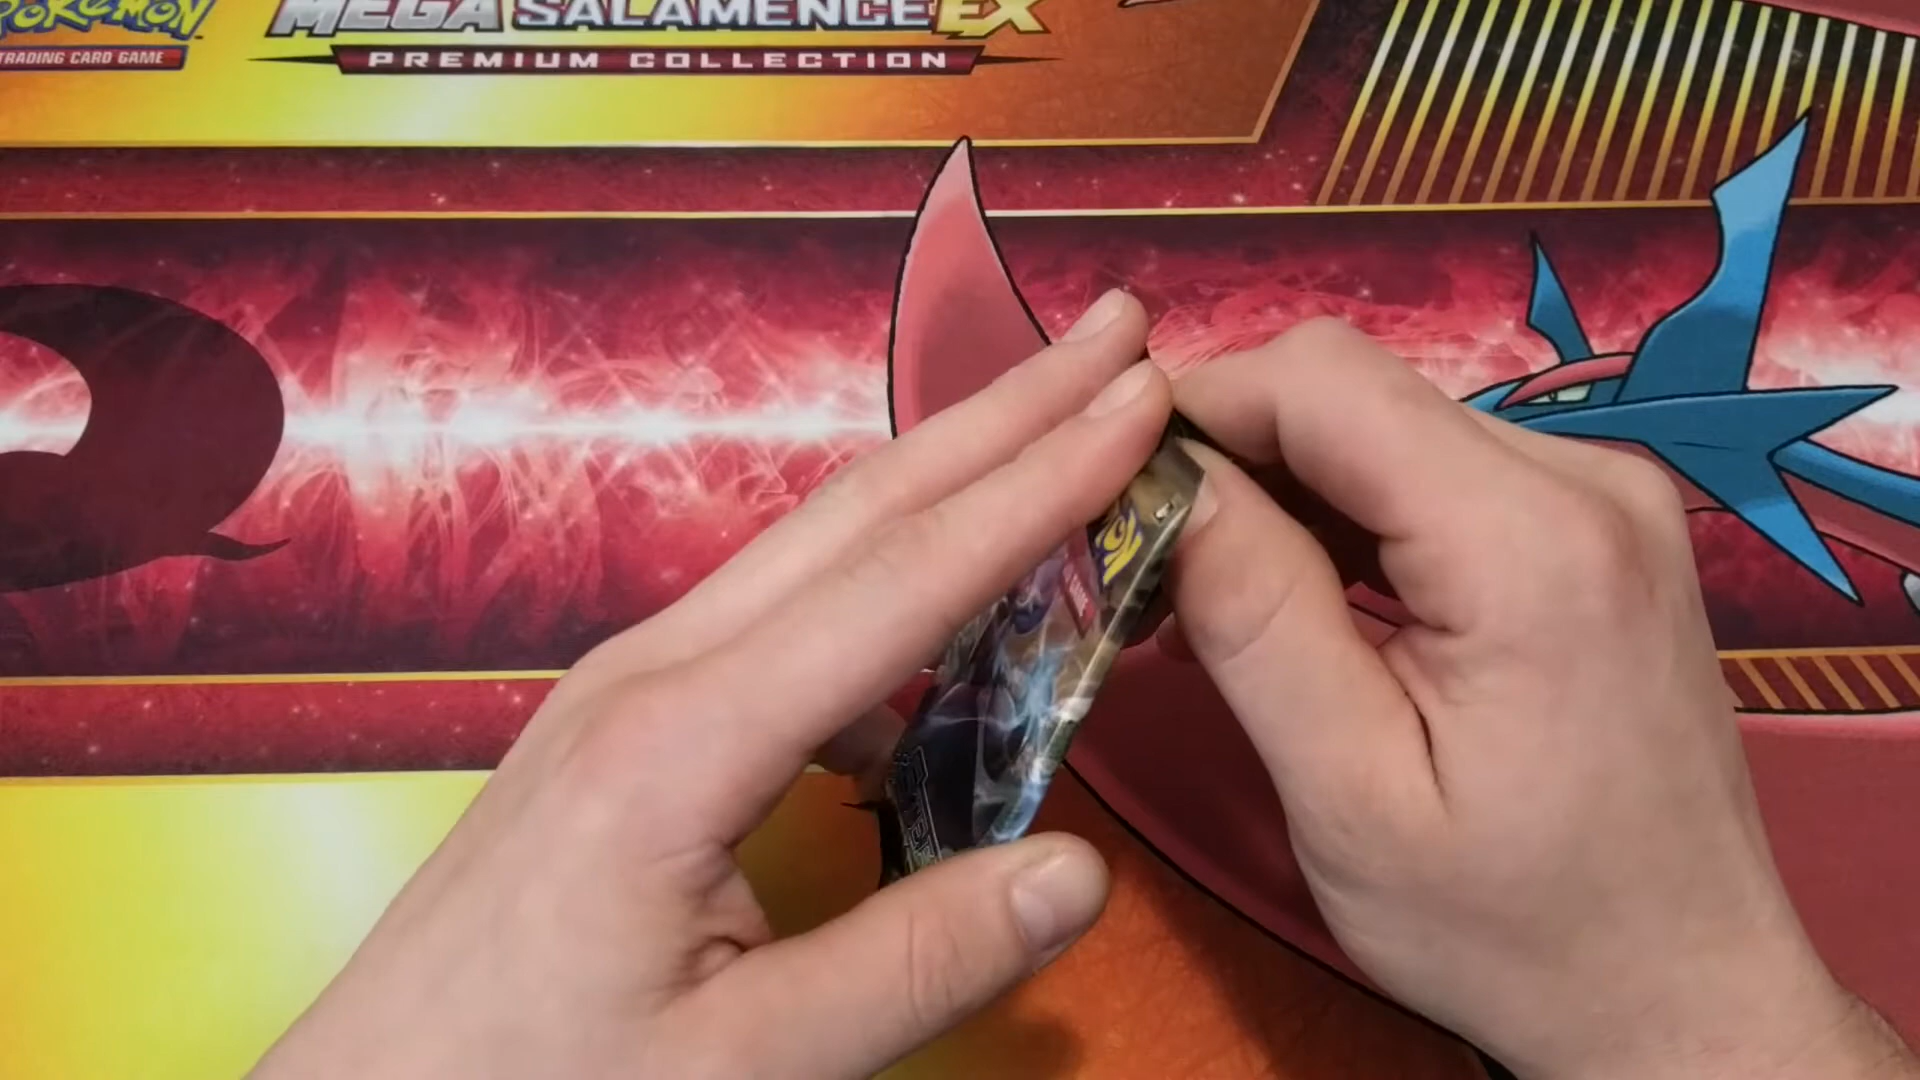 POKéMON
TRADING CARD GAME
MEGA SALAMENCE EX
PREMIUM COLLECTION